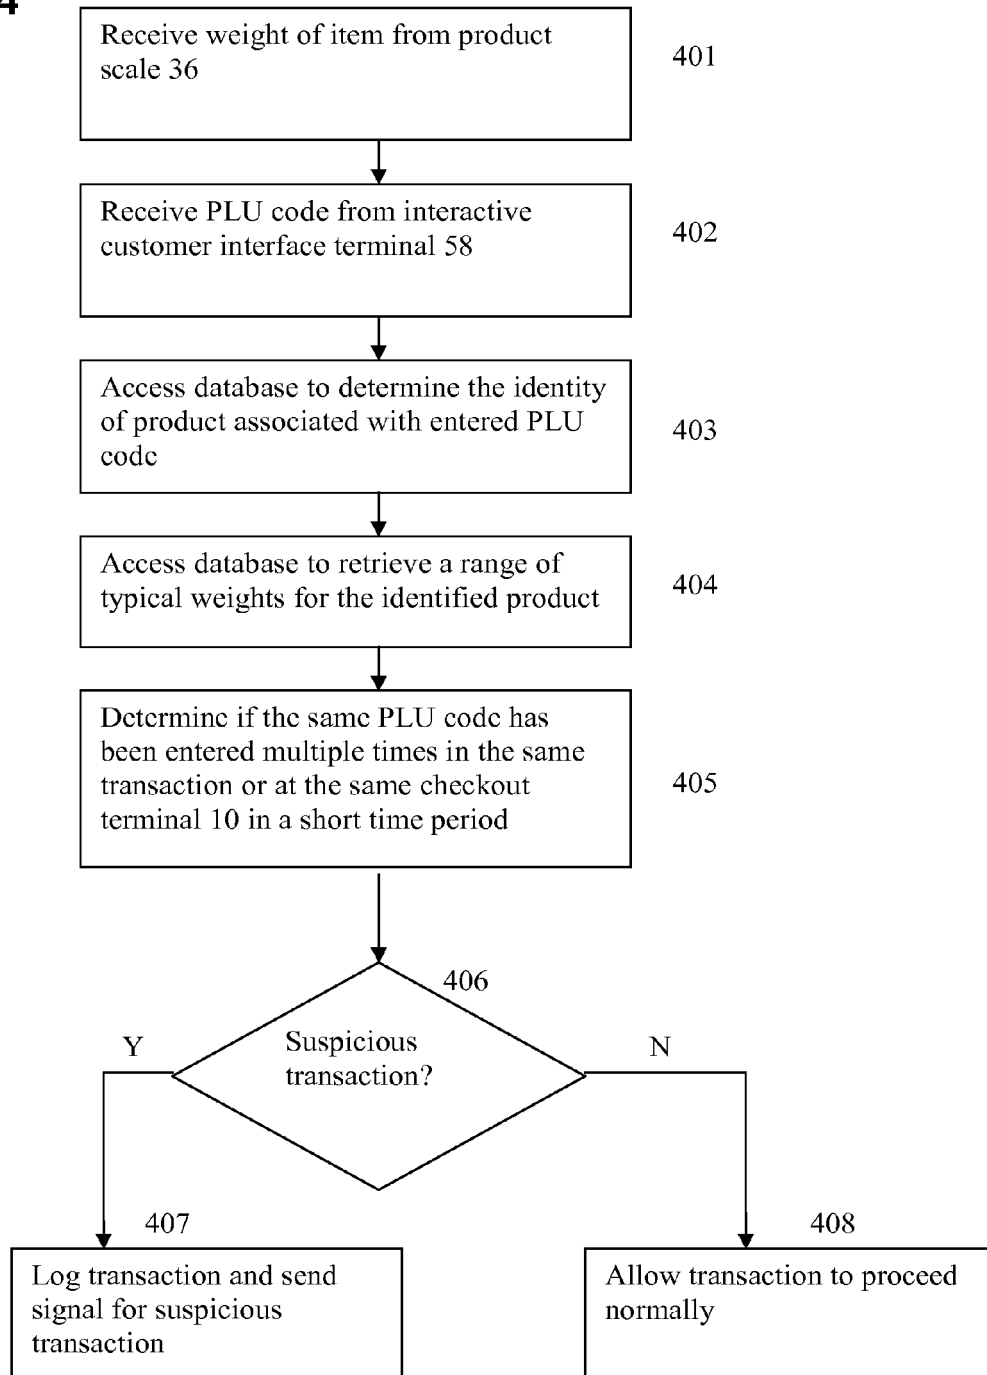 4
Receive weight of item from product
scale 36
401
Receive PLU code from interactive
customer interface terminal 58
402
Access database to determine the identity
of product associated with entered PLU
code
403
Access database to retrieve a range of
typical weights for the identified product
404
Determine if the same PLU code has
been entered multiple times in the same
transaction or at the same checkout
terminal 10 in a short time period
405
406
Suspicious
transaction?
Y
N
407
Log transaction and send
signal for suspicious
transaction
408
Allow transaction to proceed
normally